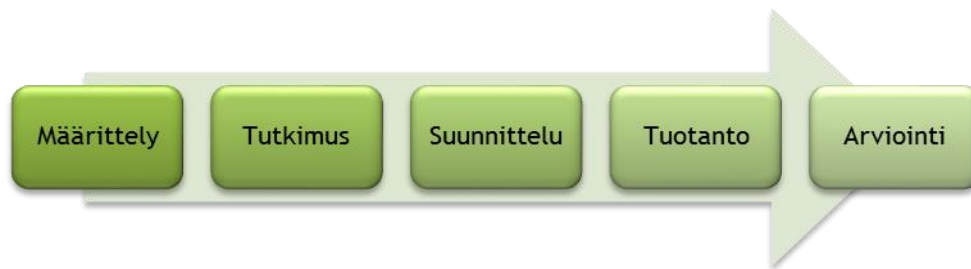 Määrittely
Tutkimus
Suunnittelu
Tuotanto
Arviointi